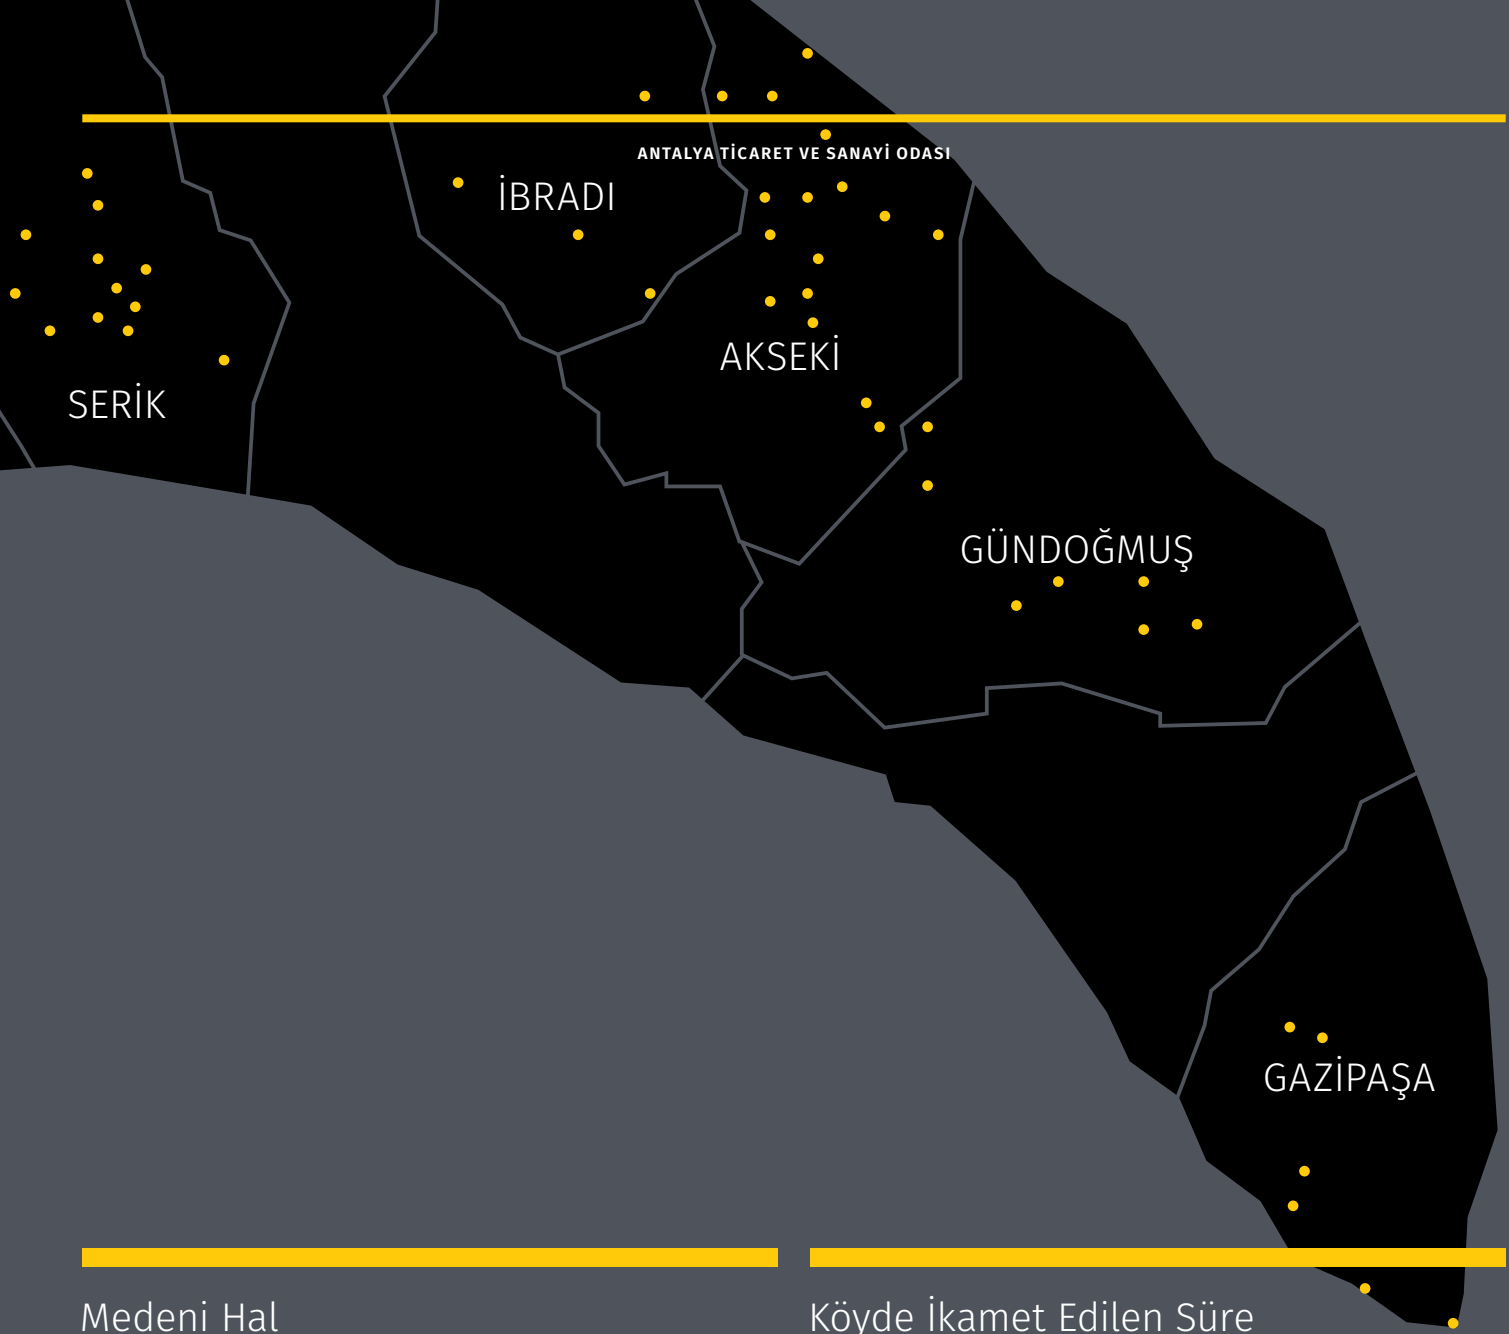 ANTALYA TİCARET VE SANAYİ ODASI
İBRADI
AKSEKİ
SERİK
GÜNDOĞMUŞ
GAZİPAŞA
Medeni Hal
Köyde İkamet Edilen Süre